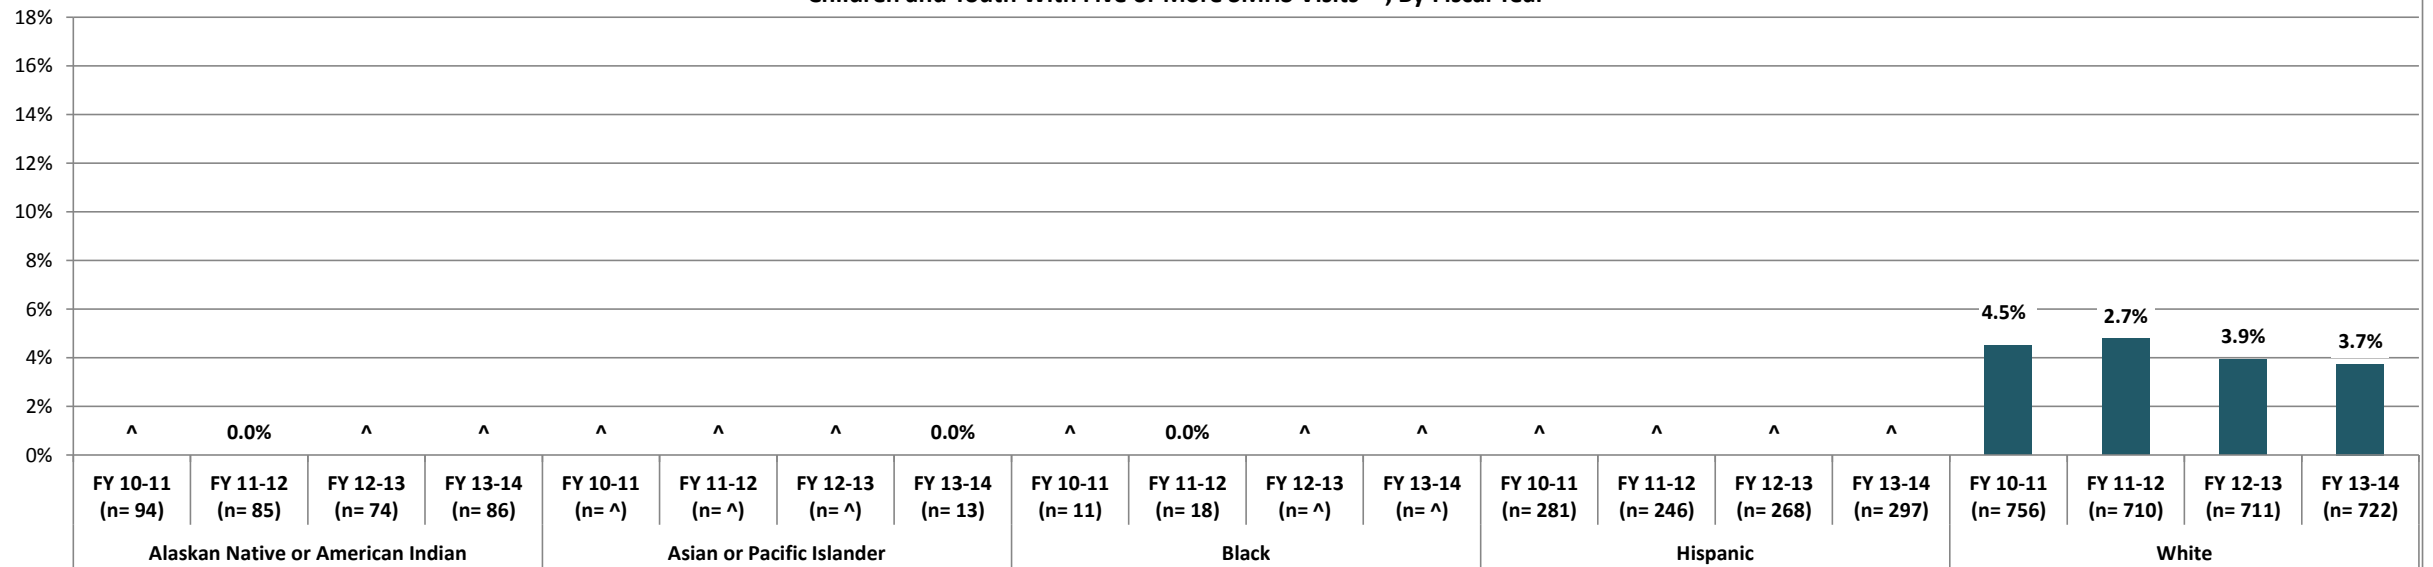 18%
16%
14%
12%
10%
8%
6%
4%
2%
0%
^ 0.0% ^ ^ ^ ^ ^ 0.0% ^ 0.0% ^ ^ ^ ^ ^ ^ 4.5% 2.7% 3.9% 3.7%
FY 10-11 FY 11-12 FY 12-13 FY 13-14 FY 10-11 FY 11-12 FY 12-13 FY 13-14 FY 10-11 FY 11-12 FY 12-13 FY 13-14 FY 10-11 FY 11-12 FY 12-13 FY 13-14 FY 10-11 FY 11-12 FY 12-13 FY 13-14
(n= 94) (n= 85) (n= 74) (n= 86) (n= ^) (n= ^) (n= ^) (n= 13) (n= 11) (n= 18) (n= ^) (n= ^) (n= 281) (n= 246) (n= 268) (n= 297) (n= 756) (n= 710) (n= 711) (n= 722)
Alaskan Native or American Indian Asian or Pacific Islander Black Hispanic White